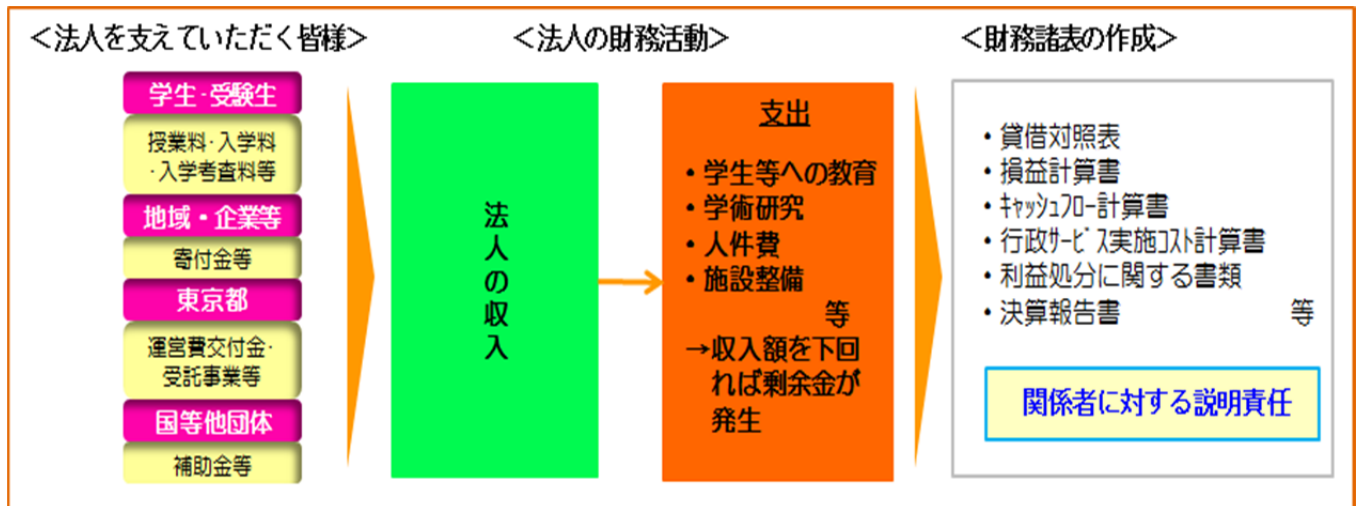 ＜法人を支えていただく皆様＞
学生・受験生
授業料・入学料
・入学考査料等
地域・企業等
寄付金等
東京都
運営費交付金・
受託事業等
国等他団体
補助金等
＜法人の財務活動＞
法人の収入
支出
・学生等への教育
・学術研究
・人件費
・施設整備
等
→収入額を下回
れば剰余金が
発生
＜財務諸表の作成＞
・貸借対照表
・損益計算書
・ｷｬｯｼｭﾌﾛｰ計算書
・行政ｻｰﾋﾞｽ実施ｺｽﾄ計算書
・利益処分に関する書類
・決算報告書 等
関係者に対する説明責任